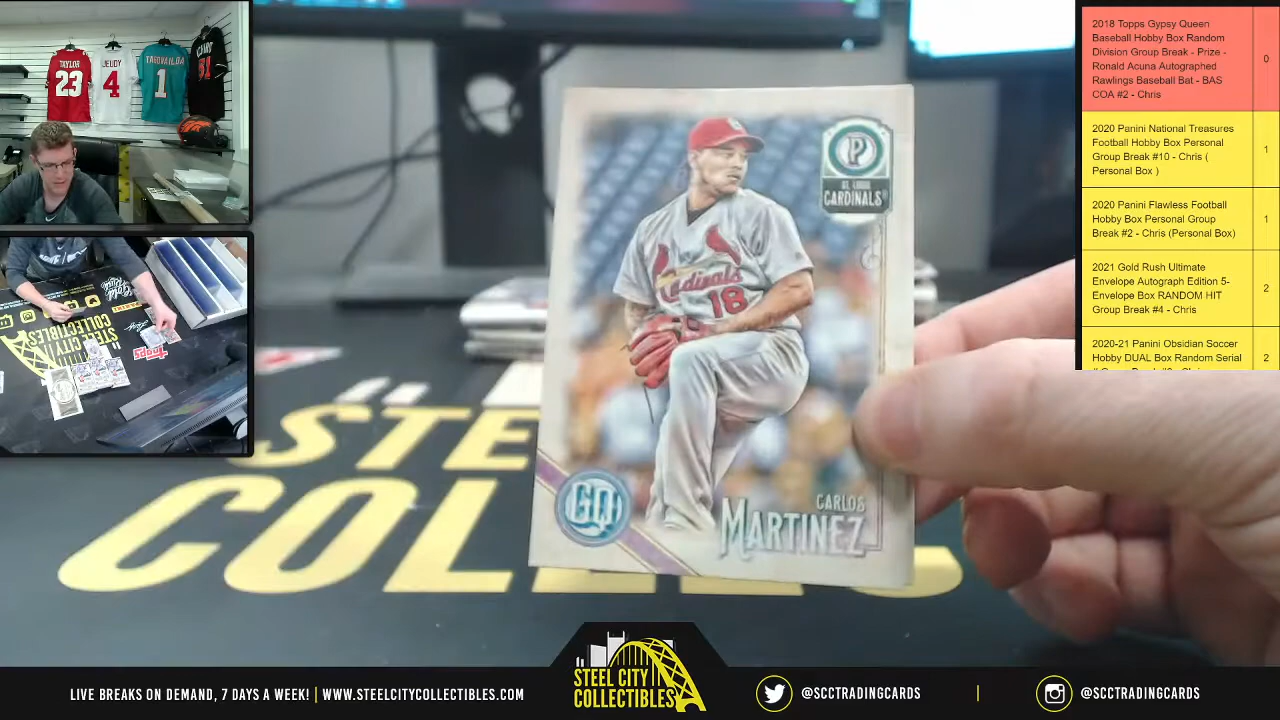 TAYLOR
23
JEUDY
4
TAGOVAILOA
1
81
2018 Topps Gypsy Queen
Baseball Hobby Box Random
Division Group Break - Prize -
Ronald Acuna Autographed
Rawlings Baseball Bat - BAS
COA #2 - Chris
0
2020 Panini National Treasures
Football Hobby Box Personal
Group Break #10 - Chris (
Personal Box )
1
2020 Panini Flawless Football
Hobby Box Personal Group
Break #2 - Chris (Personal Box)
1
2021 Gold Rush Ultimate
Envelope Autograph Edition 5-
Envelope Box RANDOM HIT
Group Break #4 - Chris
2
2020-21 Panini Obsidian Soccer
Hobby DUAL Box Random Serial
2
P
ST. LOUIS
CARDINALS
Cardinals
18
GQ
CARLOS
MARTINEZ
STEEL CITY
COLLECTIBLES
Topps
STE
COLLEC
LIVE BREAKS ON DEMAND, 7 DAYS A WEEK! | WWW.STEELCITYCOLLECTIBLES.COM
STEEL CITY
COLLECTIBLES
@SCCTRADINGCARDS | @SCCTRADINGCARDS